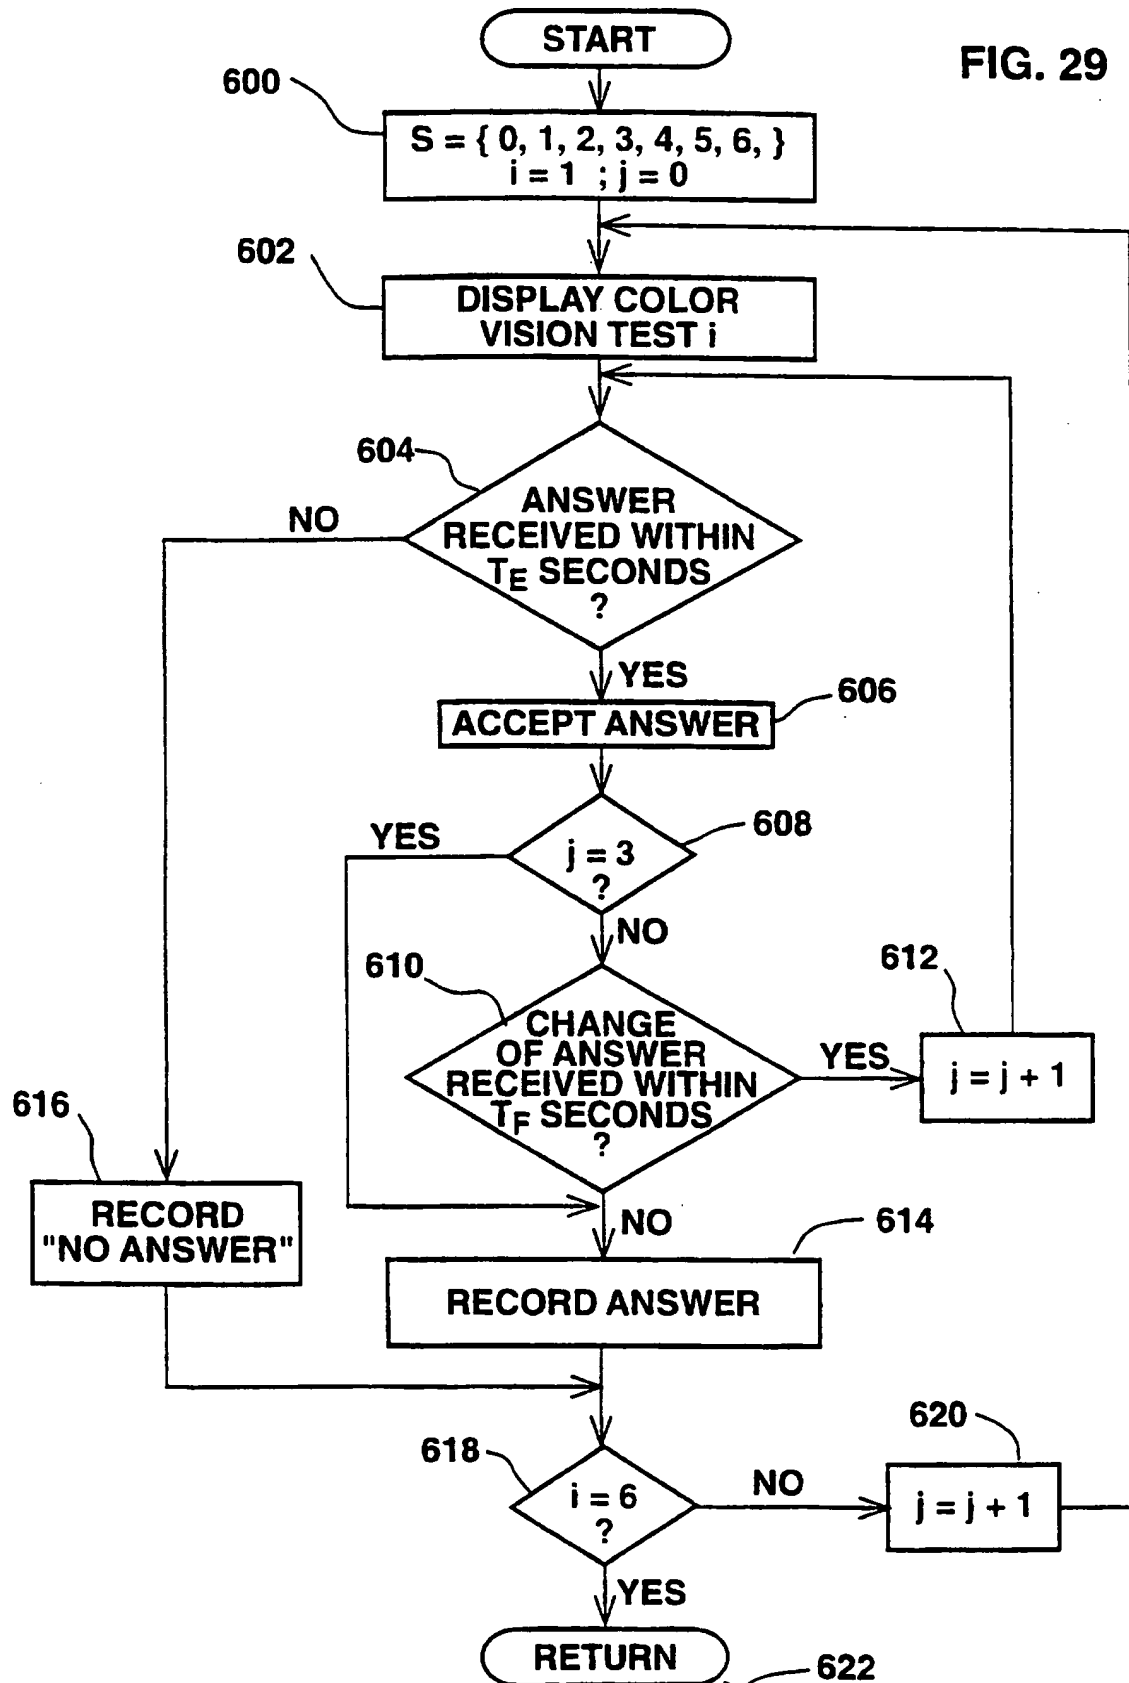 START
FIG. 29
600
S = { 0, 1, 2, 3, 4, 5, 6, }
i = 1 ; j = 0
602
DISPLAY COLOR
VISION TEST i
604
ANSWER
RECEIVED WITHIN
TE SECONDS
?
NO
YES
606
ACCEPT ANSWER
608
YES
j = 3
?
NO
610
612
CHANGE
OF ANSWER
RECEIVED WITHIN
TF SECONDS
?
YES
j = j + 1
616
RECORD
"NO ANSWER"
NO
614
RECORD ANSWER
618
620
i = 6
?
NO
j = j + 1
YES
RETURN
622